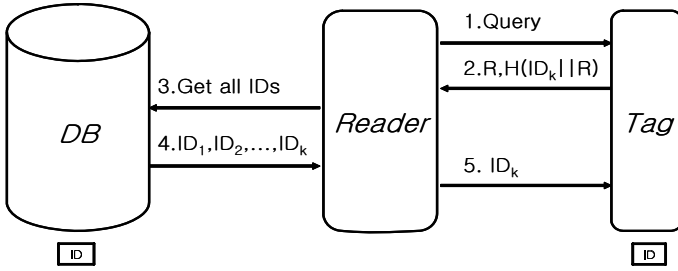 1.Query
2.R,H(ID_k||R)
3.Get all IDs
DB
Reader
Tag
4.ID_1,ID_2,...,ID_k
5. ID_k
ID
ID